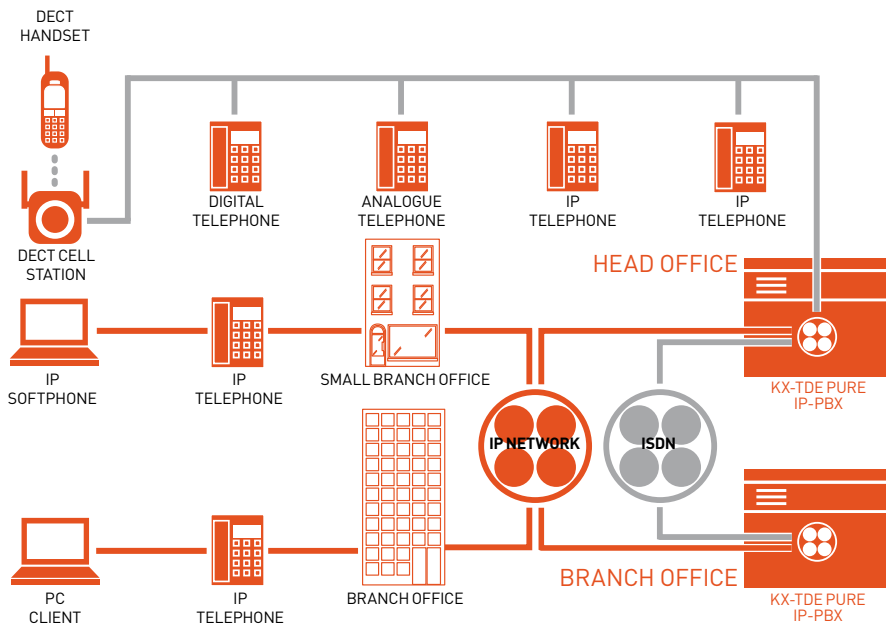 DECT
HANDSET
DIGITAL
TELEPHONE
ANALOGUE
TELEPHONE
IP
TELEPHONE
IP
TELEPHONE
DECT CELL
STATION
HEAD OFFICE
IP
SOFTPHONE
IP
TELEPHONE
SMALL BRANCH OFFICE
KX-TDE PURE
IP-PBX
IP NETWORK
ISDN
BRANCH OFFICE
PC
CLIENT
IP
TELEPHONE
BRANCH OFFICE
KX-TDE PURE
IP-PBX